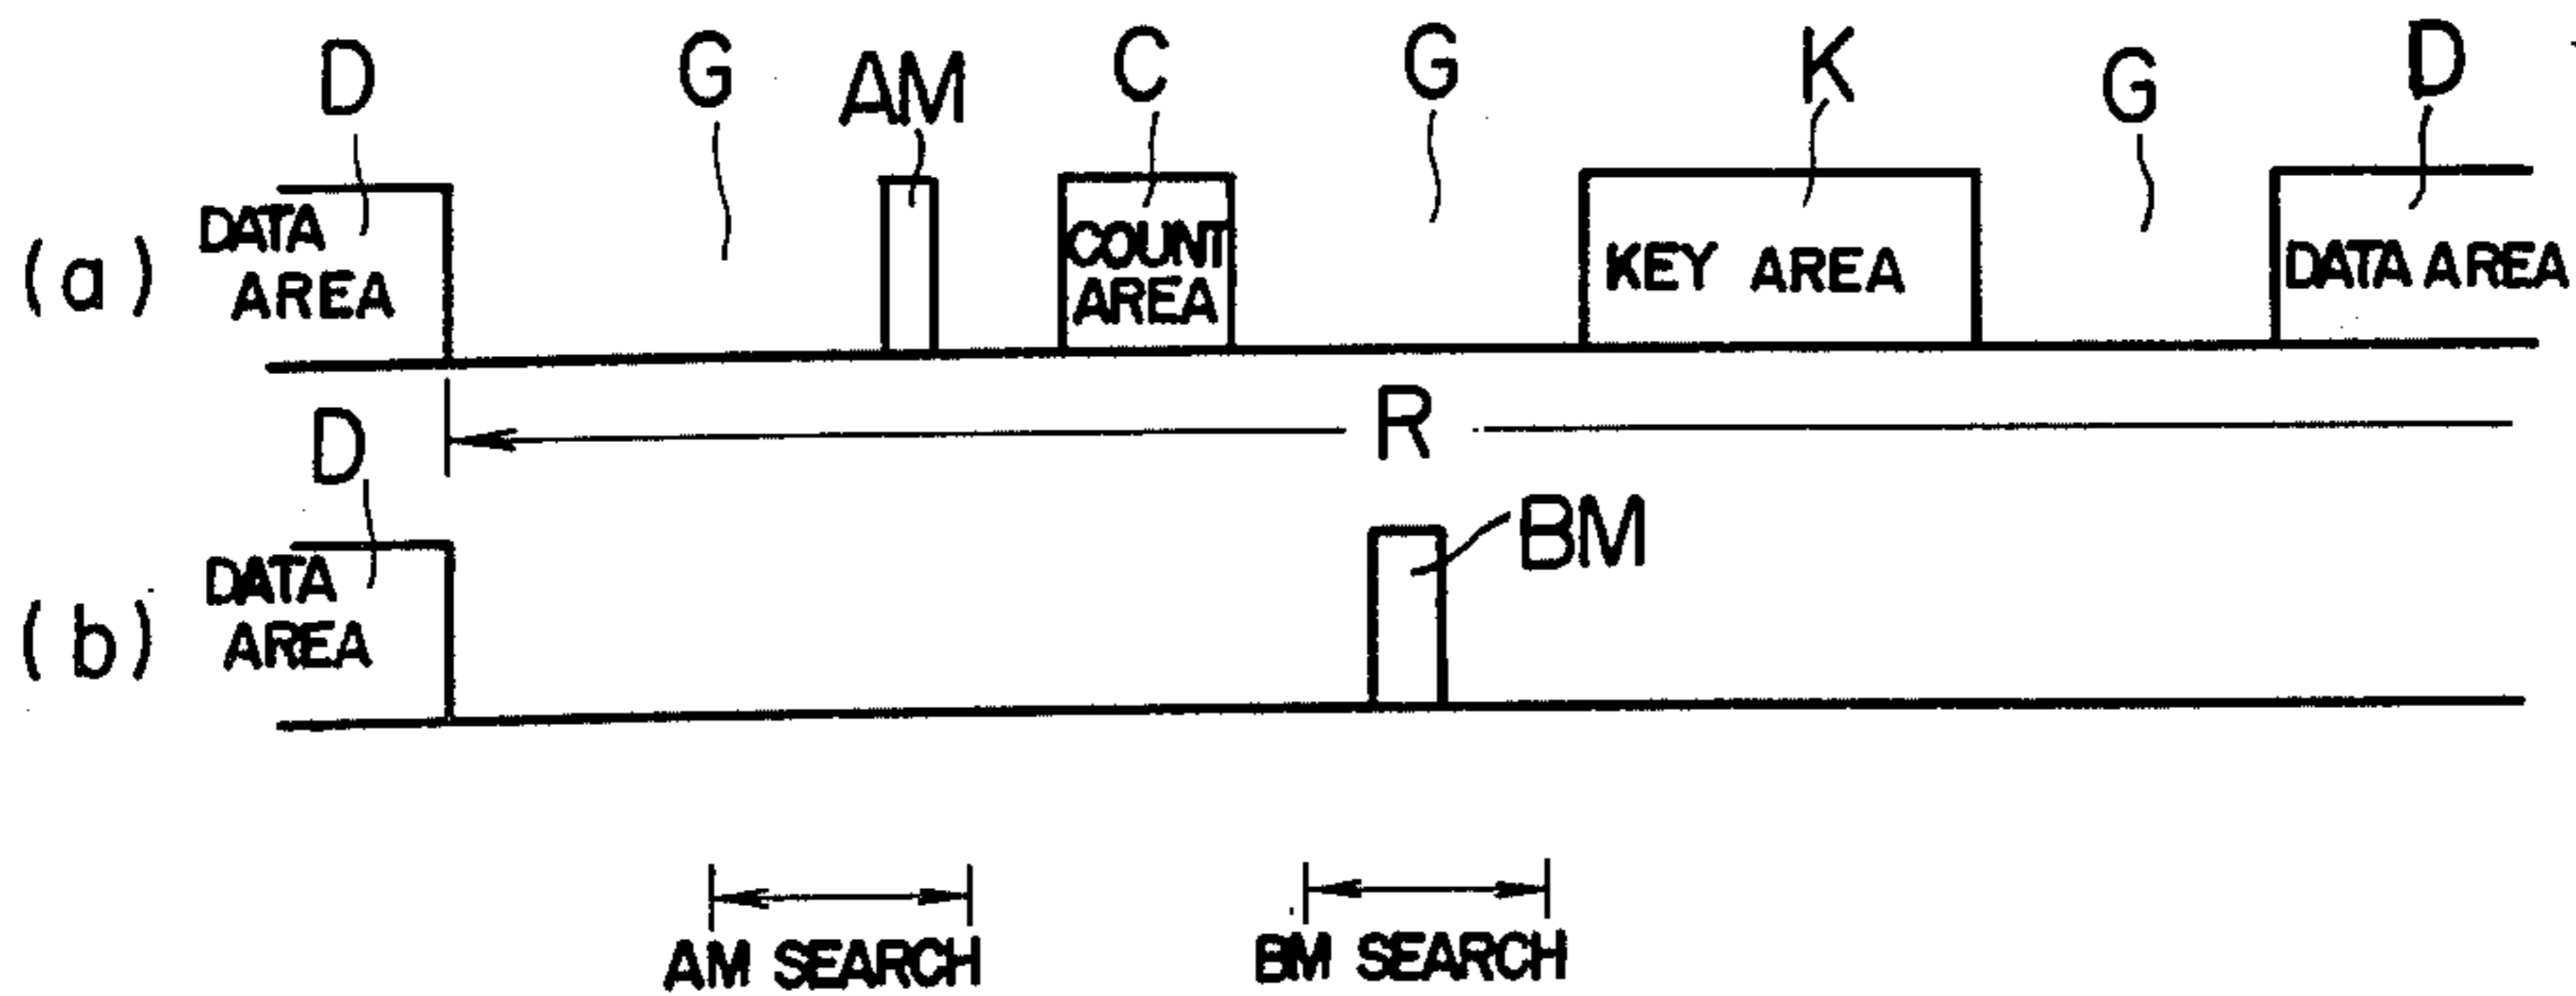 D G AM C G K G D
(a) DATA AREA COUNT AREA KEY AREA DATA AREA
R
D
BM
(b) DATA AREA
AM SEARCH BM SEARCH